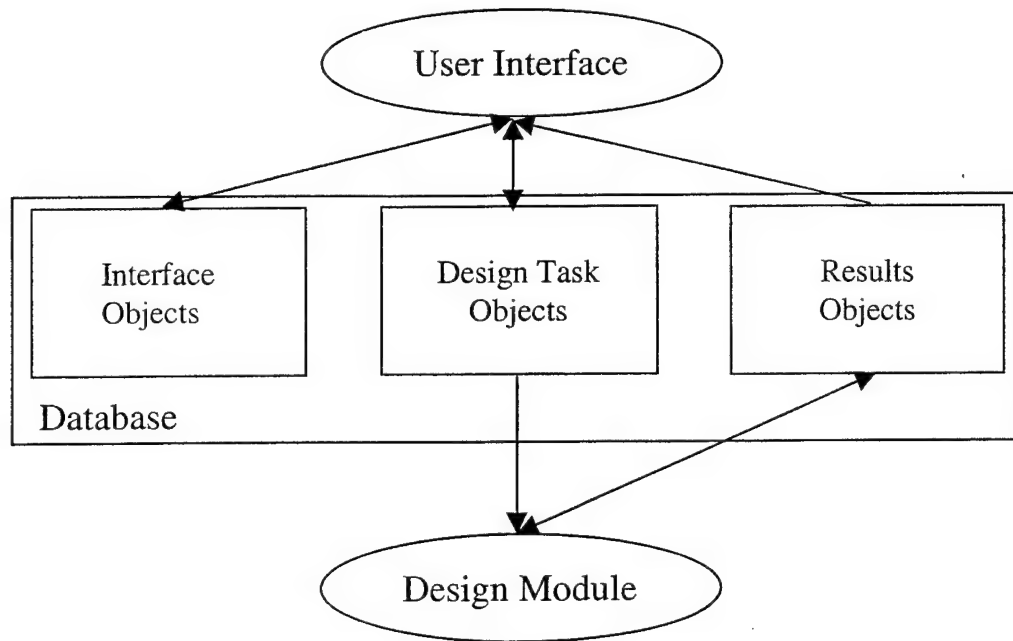 User Interface
Interface
Objects
Design Task
Objects
Results
Objects
Database
Design Module